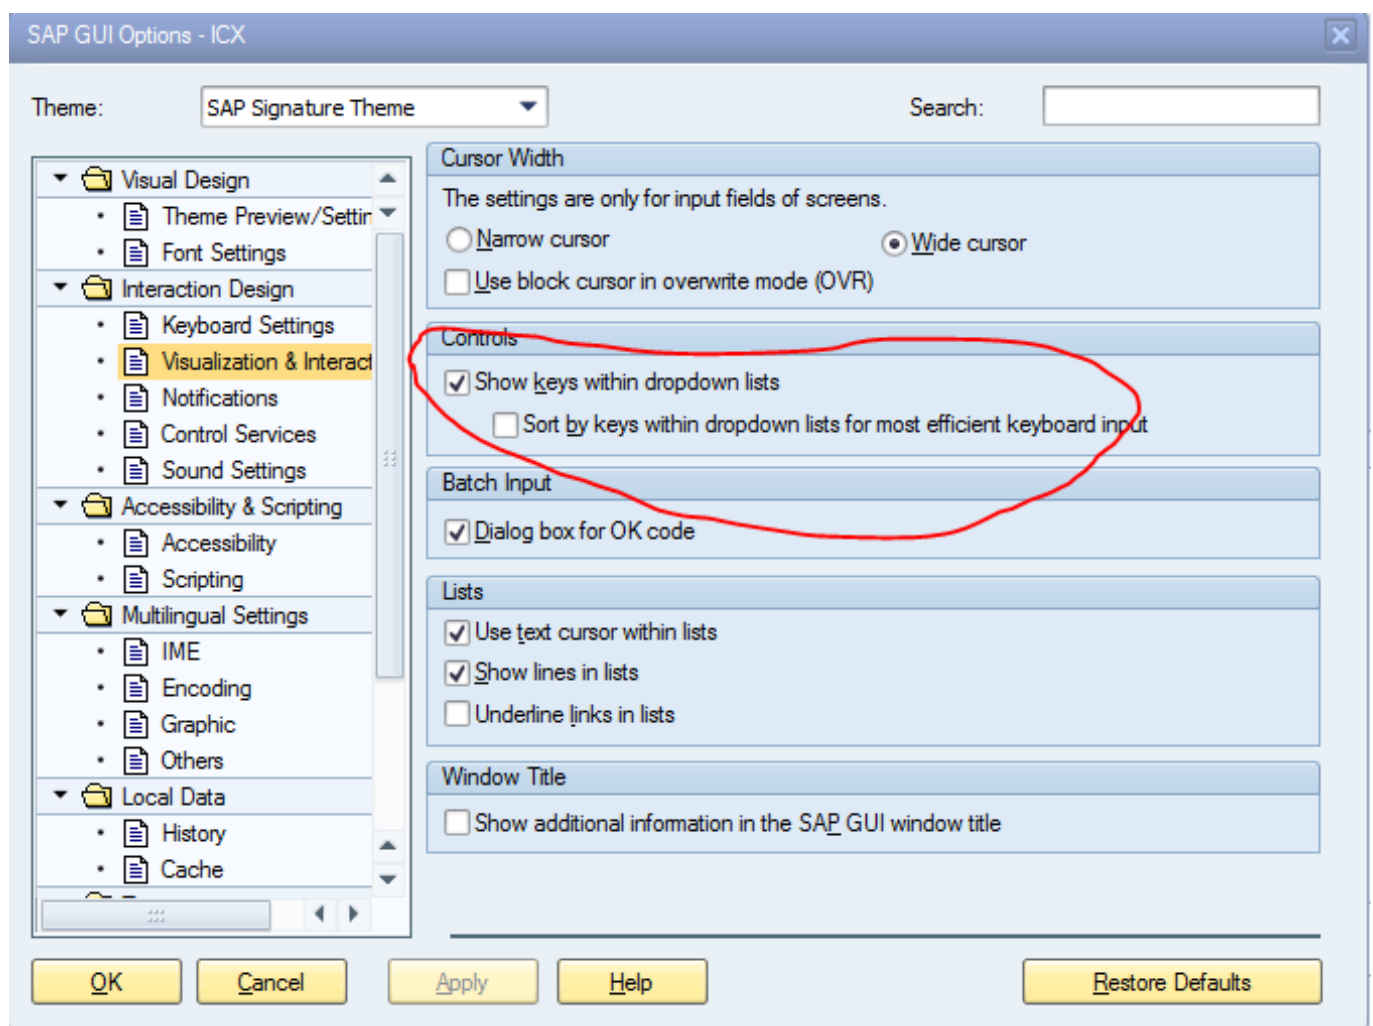 SAP GUI Options - ICX
Theme: SAP Signature Theme Search:
Visual Design
Theme Preview/Settin
Font Settings
Interaction Design
Keyboard Settings
Visualization & Interact
Notifications
Control Services
Sound Settings
Accessibility & Scripting
Accessibility
Scripting
Multilingual Settings
IME
Encoding
Graphic
Others
Local Data
History
Cache
Cursor Width
The settings are only for input fields of screens.
Narrow cursor Wide cursor
Use block cursor in overwrite mode (OVR)
Controls
Show keys within dropdown lists
Sort by keys within dropdown lists for most efficient keyboard input
Batch Input
Dialog box for OK code
Lists
Use text cursor within lists
Show lines in lists
Underline links in lists
Window Title
Show additional information in the SAP GUI window title
OK Cancel Apply Help Restore Defaults